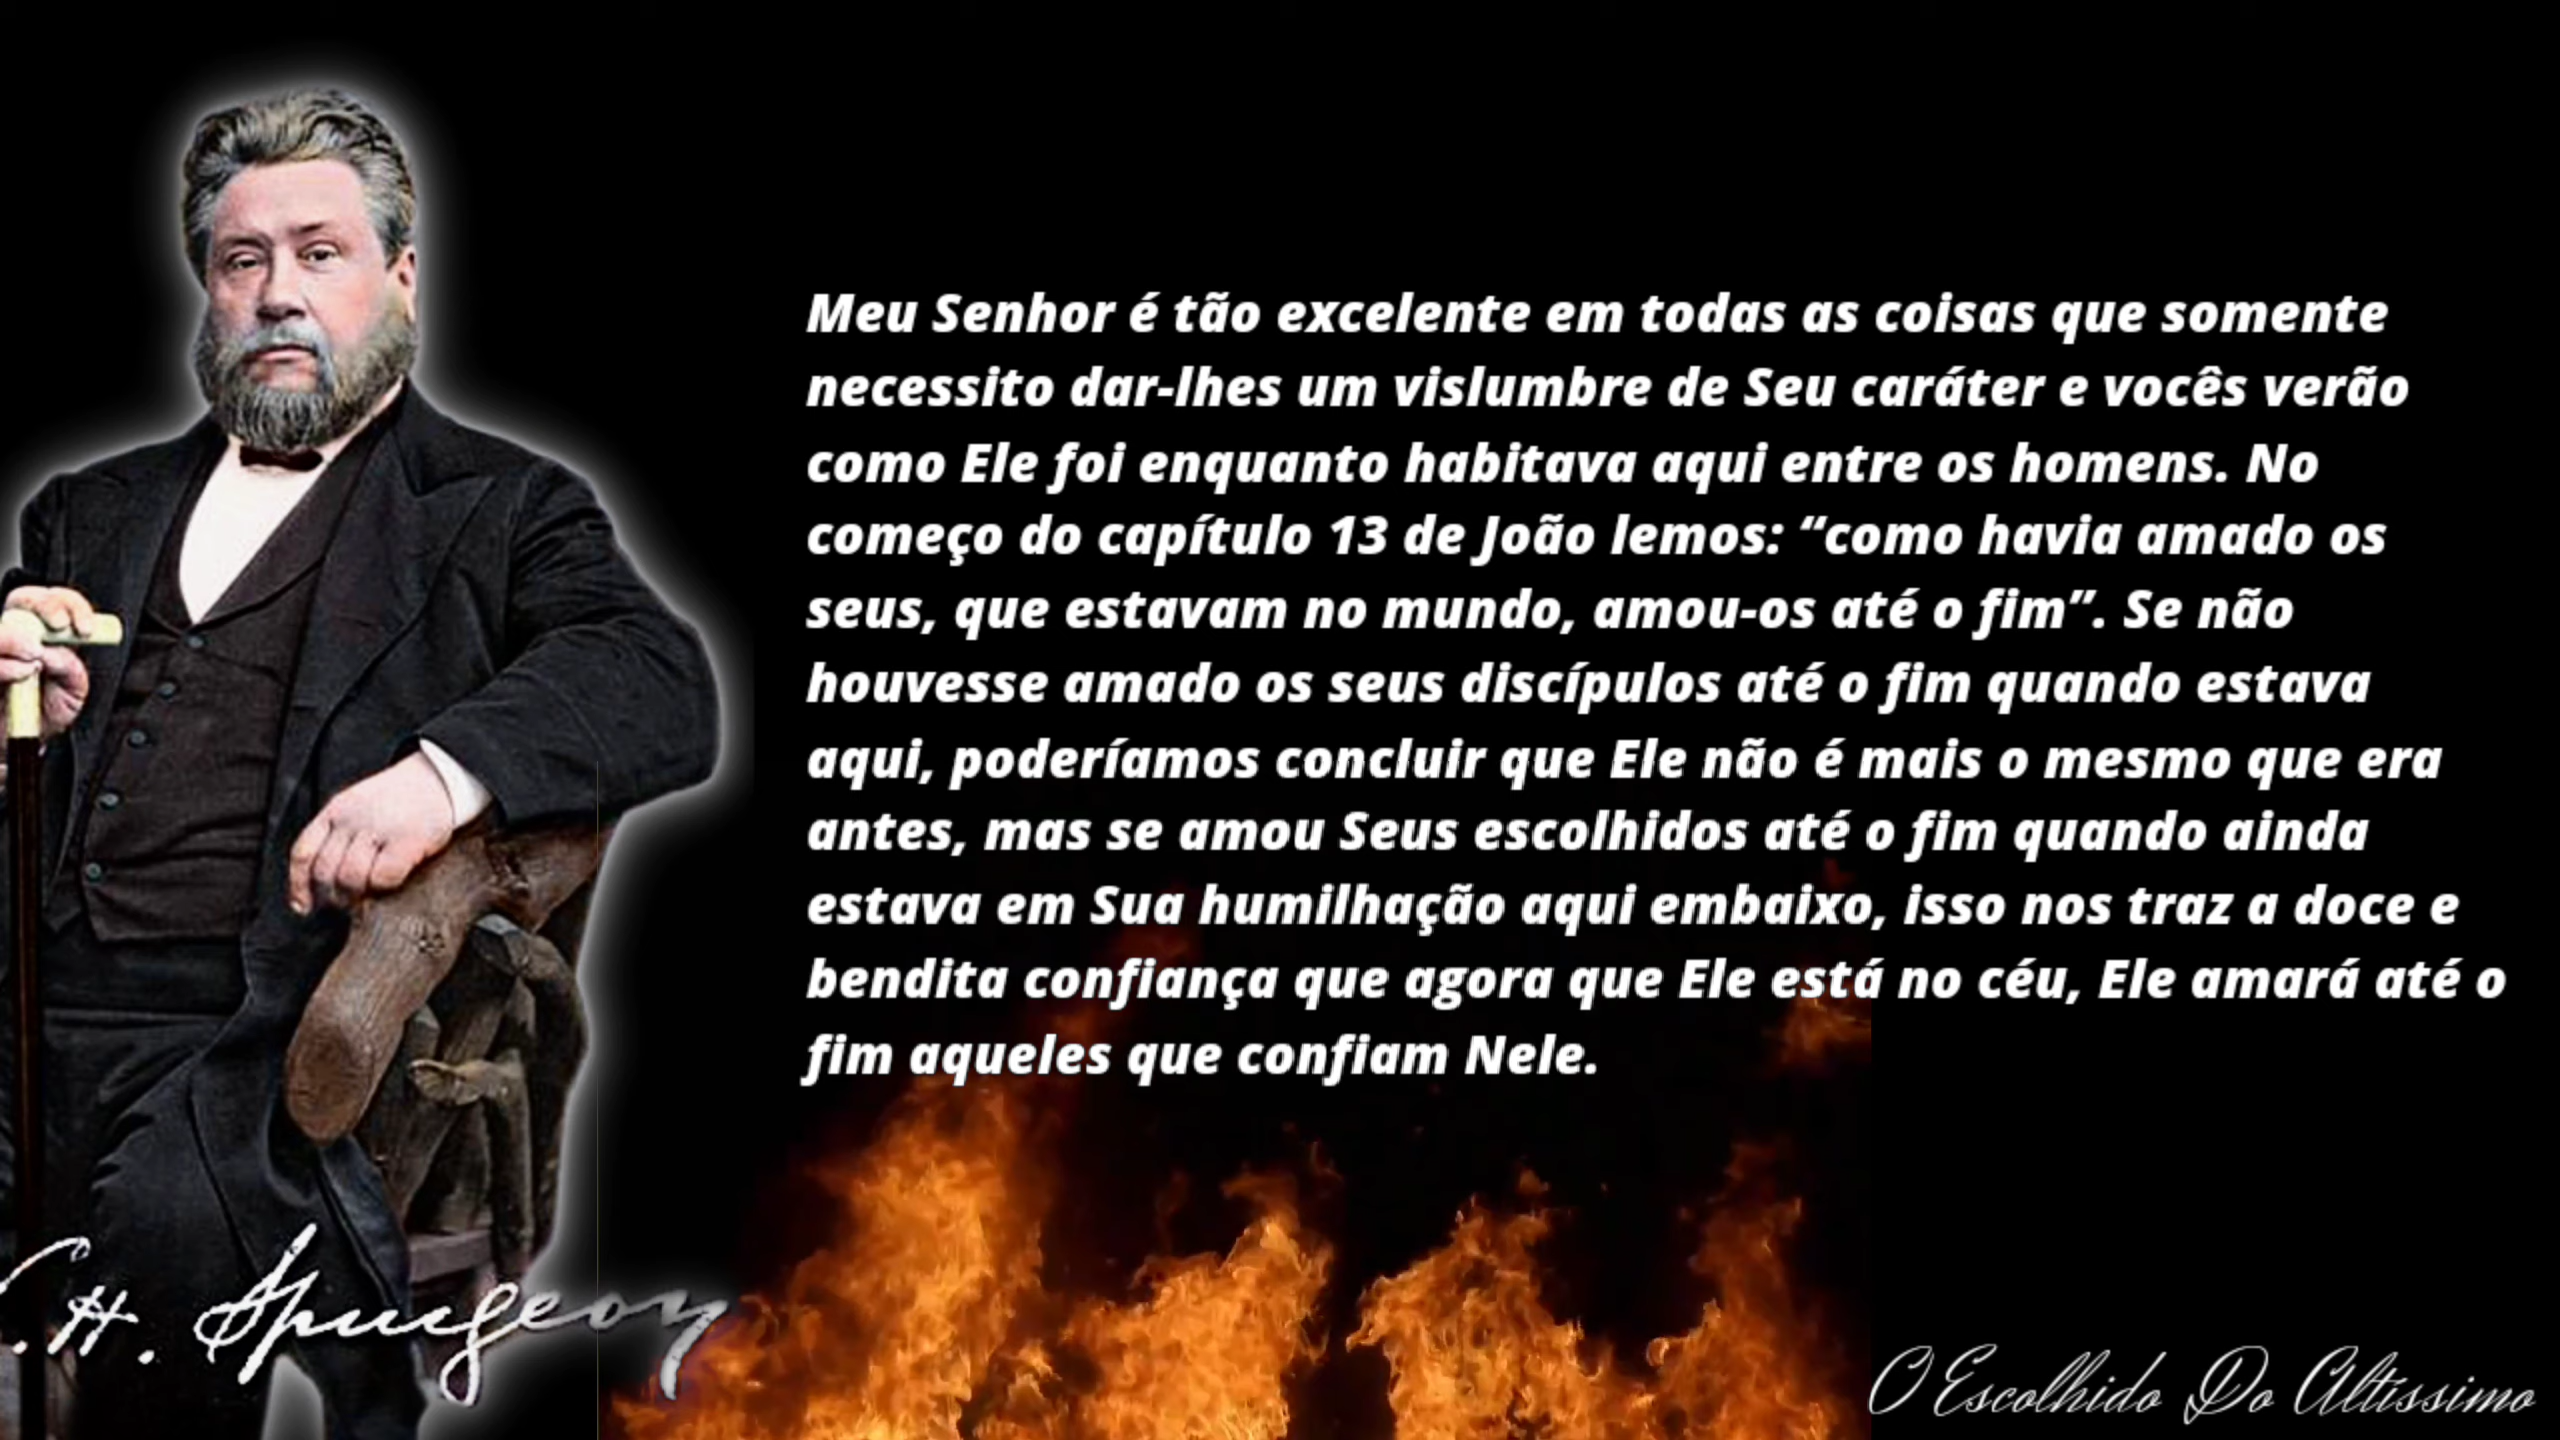 Meu Senhor é tão excelente em todas as coisas que somente
necessito dar-lhes um vislumbre de Seu caráter e vocês verão
como Ele foi enquanto habitava aqui entre os homens. No
começo do capítulo 13 de João lemos: “como havia amado os
seus, que estavam no mundo, amou-os até o fim”. Se não
houvesse amado os seus discípulos até o fim quando estava
aqui, poderíamos concluir que Ele não é mais o mesmo que era
antes, mas se amou Seus escolhidos até o fim quando ainda
estava em Sua humilhação aqui embaixo, isso nos traz a doce e
bendita confiança que agora que Ele está no céu, Ele amará até o
fim aqueles que confiam Nele.
C. H. Spurgeon
O Escolhido Do Altíssimo